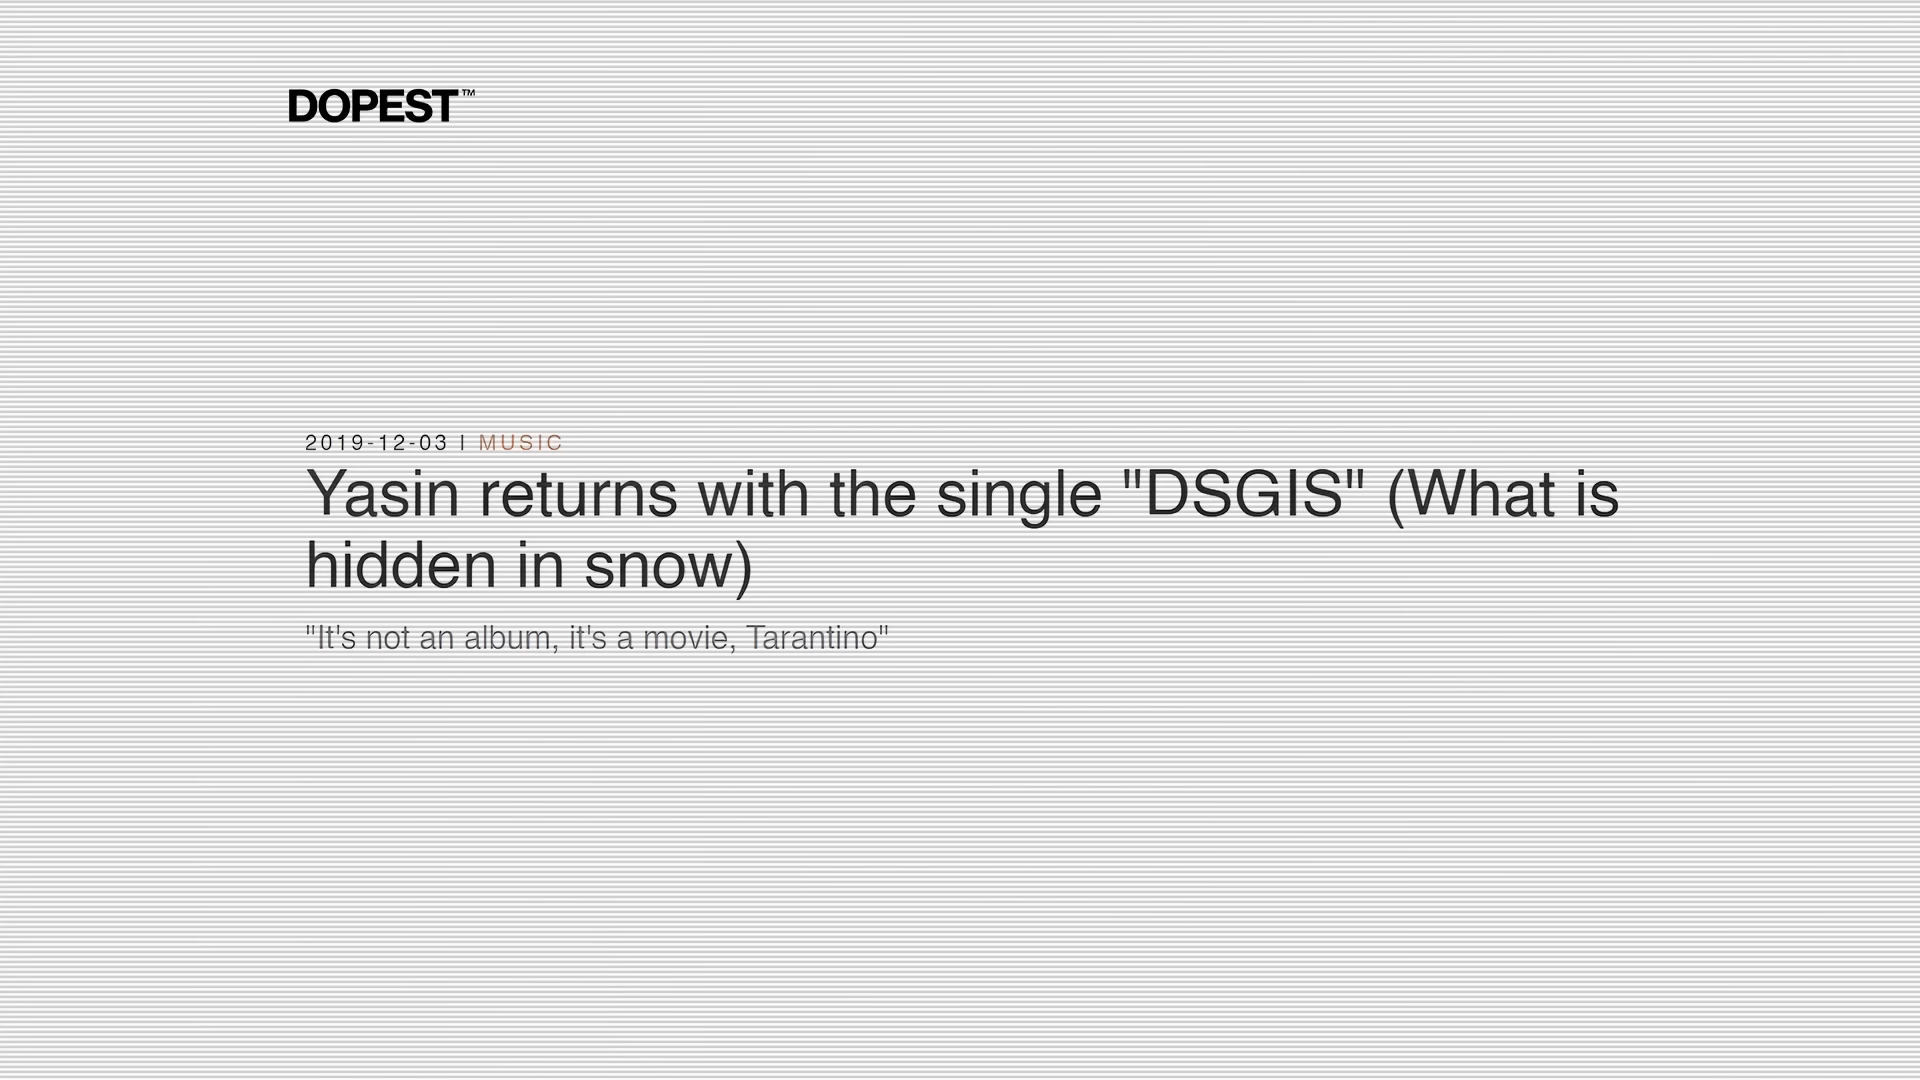 DOPEST™
2019-12-03 | MUSIC
Yasin returns with the single "DSGIS" (What is
hidden in snow)
"It's not an album, it's a movie, Tarantino"